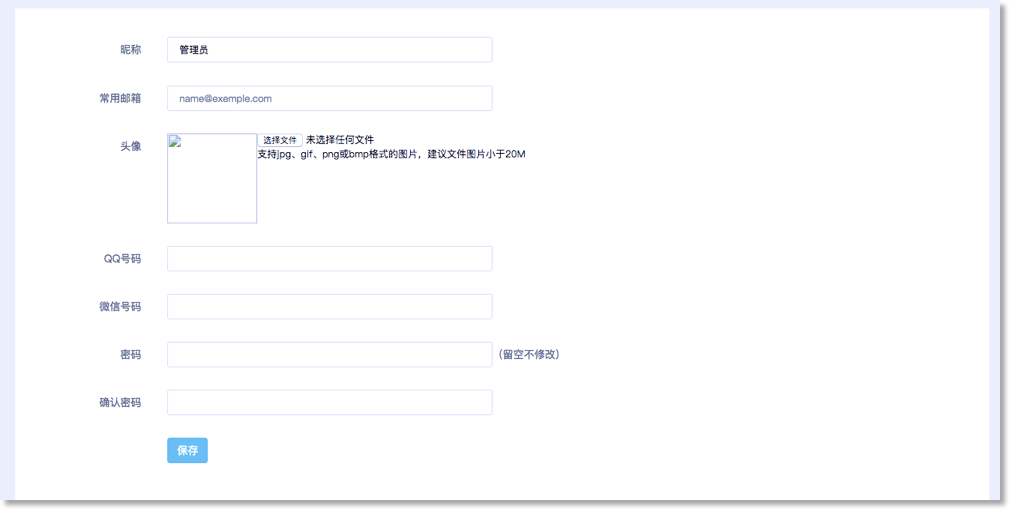 昵称 管理员
常用邮箱 name@exemple.com
头像 选择文件 未选择任何文件
支持jpg、gif、png或bmp格式的图片，建议文件图片小于20M
QQ号码
微信号码
密码 (留空不修改)
确认密码
保存